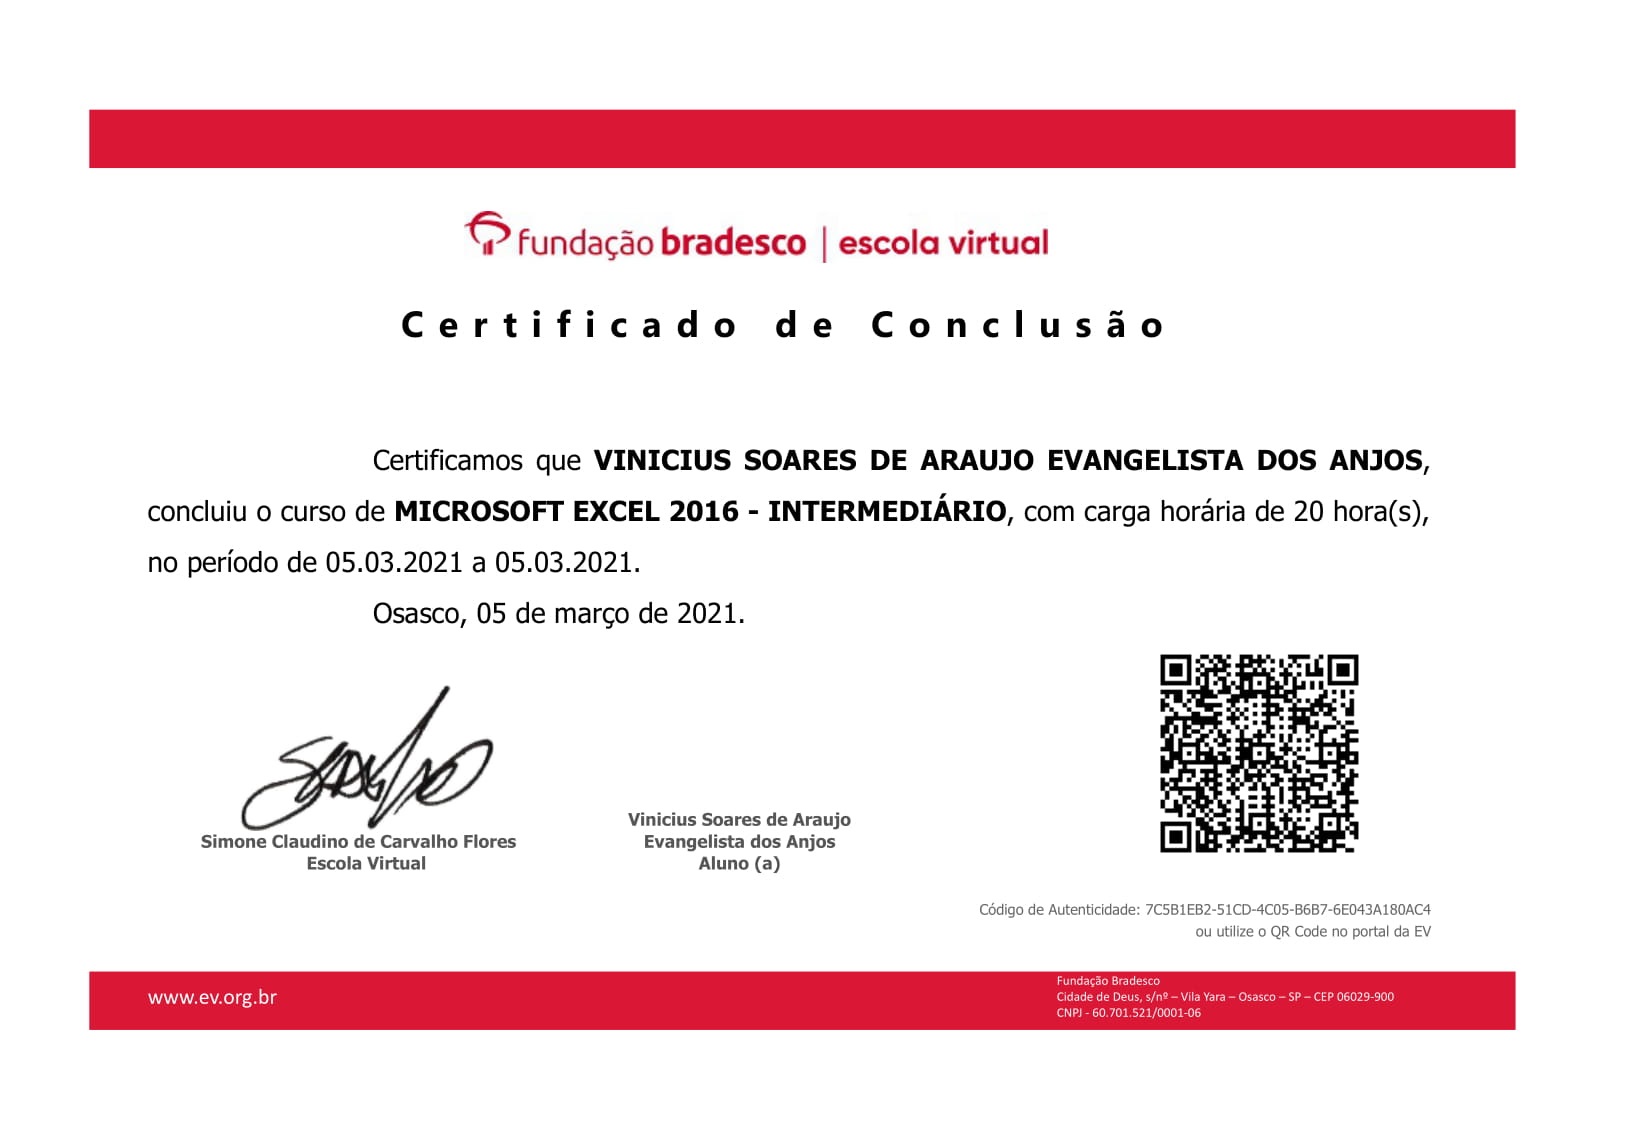 fundação bradesco | escola virtual
Certificado de Conclusão
Certificamos que VINICIUS SOARES DE ARAUJO EVANGELISTA DOS ANJOS,
concluiu o curso de MICROSOFT EXCEL 2016 - INTERMEDIÁRIO, com carga horária de 20 hora(s),
no período de 05.03.2021 a 05.03.2021.
Osasco, 05 de março de 2021.
Simone Claudino de Carvalho Flores
Escola Virtual
Vinicius Soares de Araujo
Evangelista dos Anjos
Aluno (a)
Código de Autenticidade: 7C5B1EB2-51CD-4C05-B6B7-6E043A180AC4
ou utilize o QR Code no portal da EV
www.ev.org.br
Fundação Bradesco
Cidade de Deus, s/nº – Vila Yara – Osasco – SP – CEP 06029-900
CNPJ - 60.701.521/0001-06